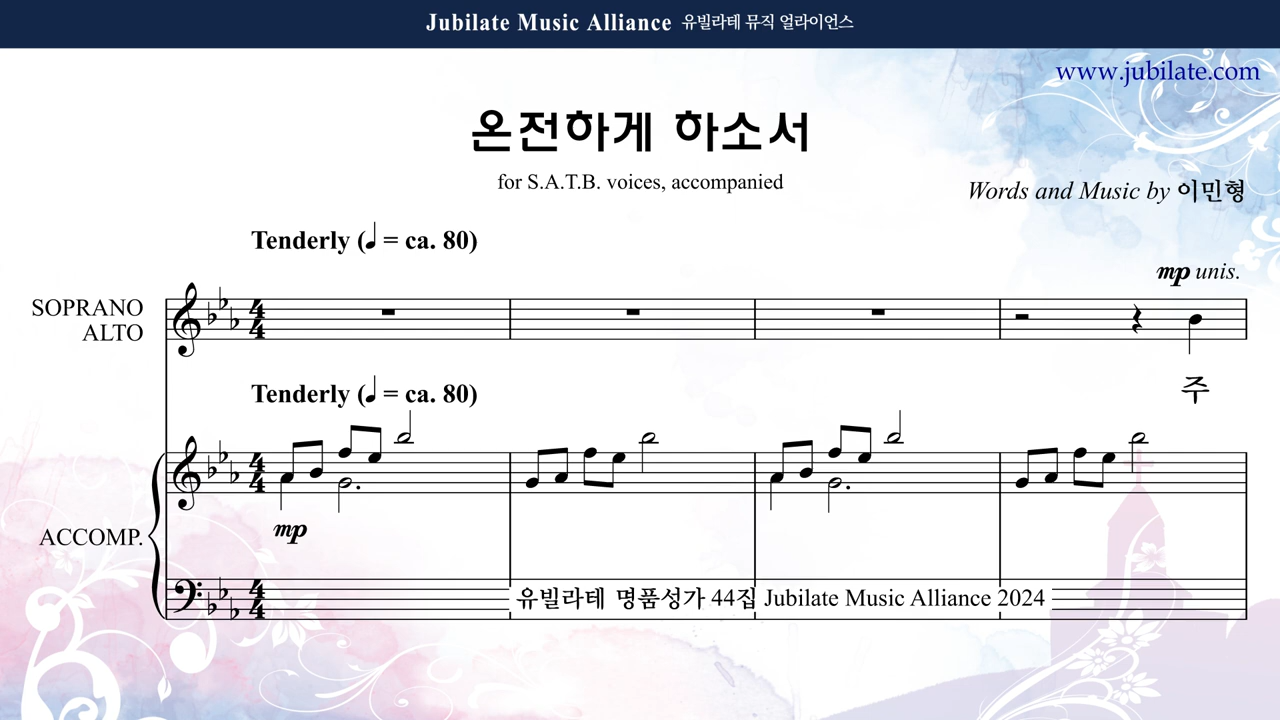 Jubilate Music Alliance 유빌라테 뮤직 얼라이언스
www.jubilate.com
온전하게 하소서
for S.A.T.B. voices, accompanied
Words and Music by 이민형
Tenderly (♩ = ca. 80)
mp unis.
SOPRANO
ALTO
주
Tenderly (♩ = ca. 80)
mp
ACCOMP.
유빌라테 명품성가 44집 Jubilate Music Alliance 2024